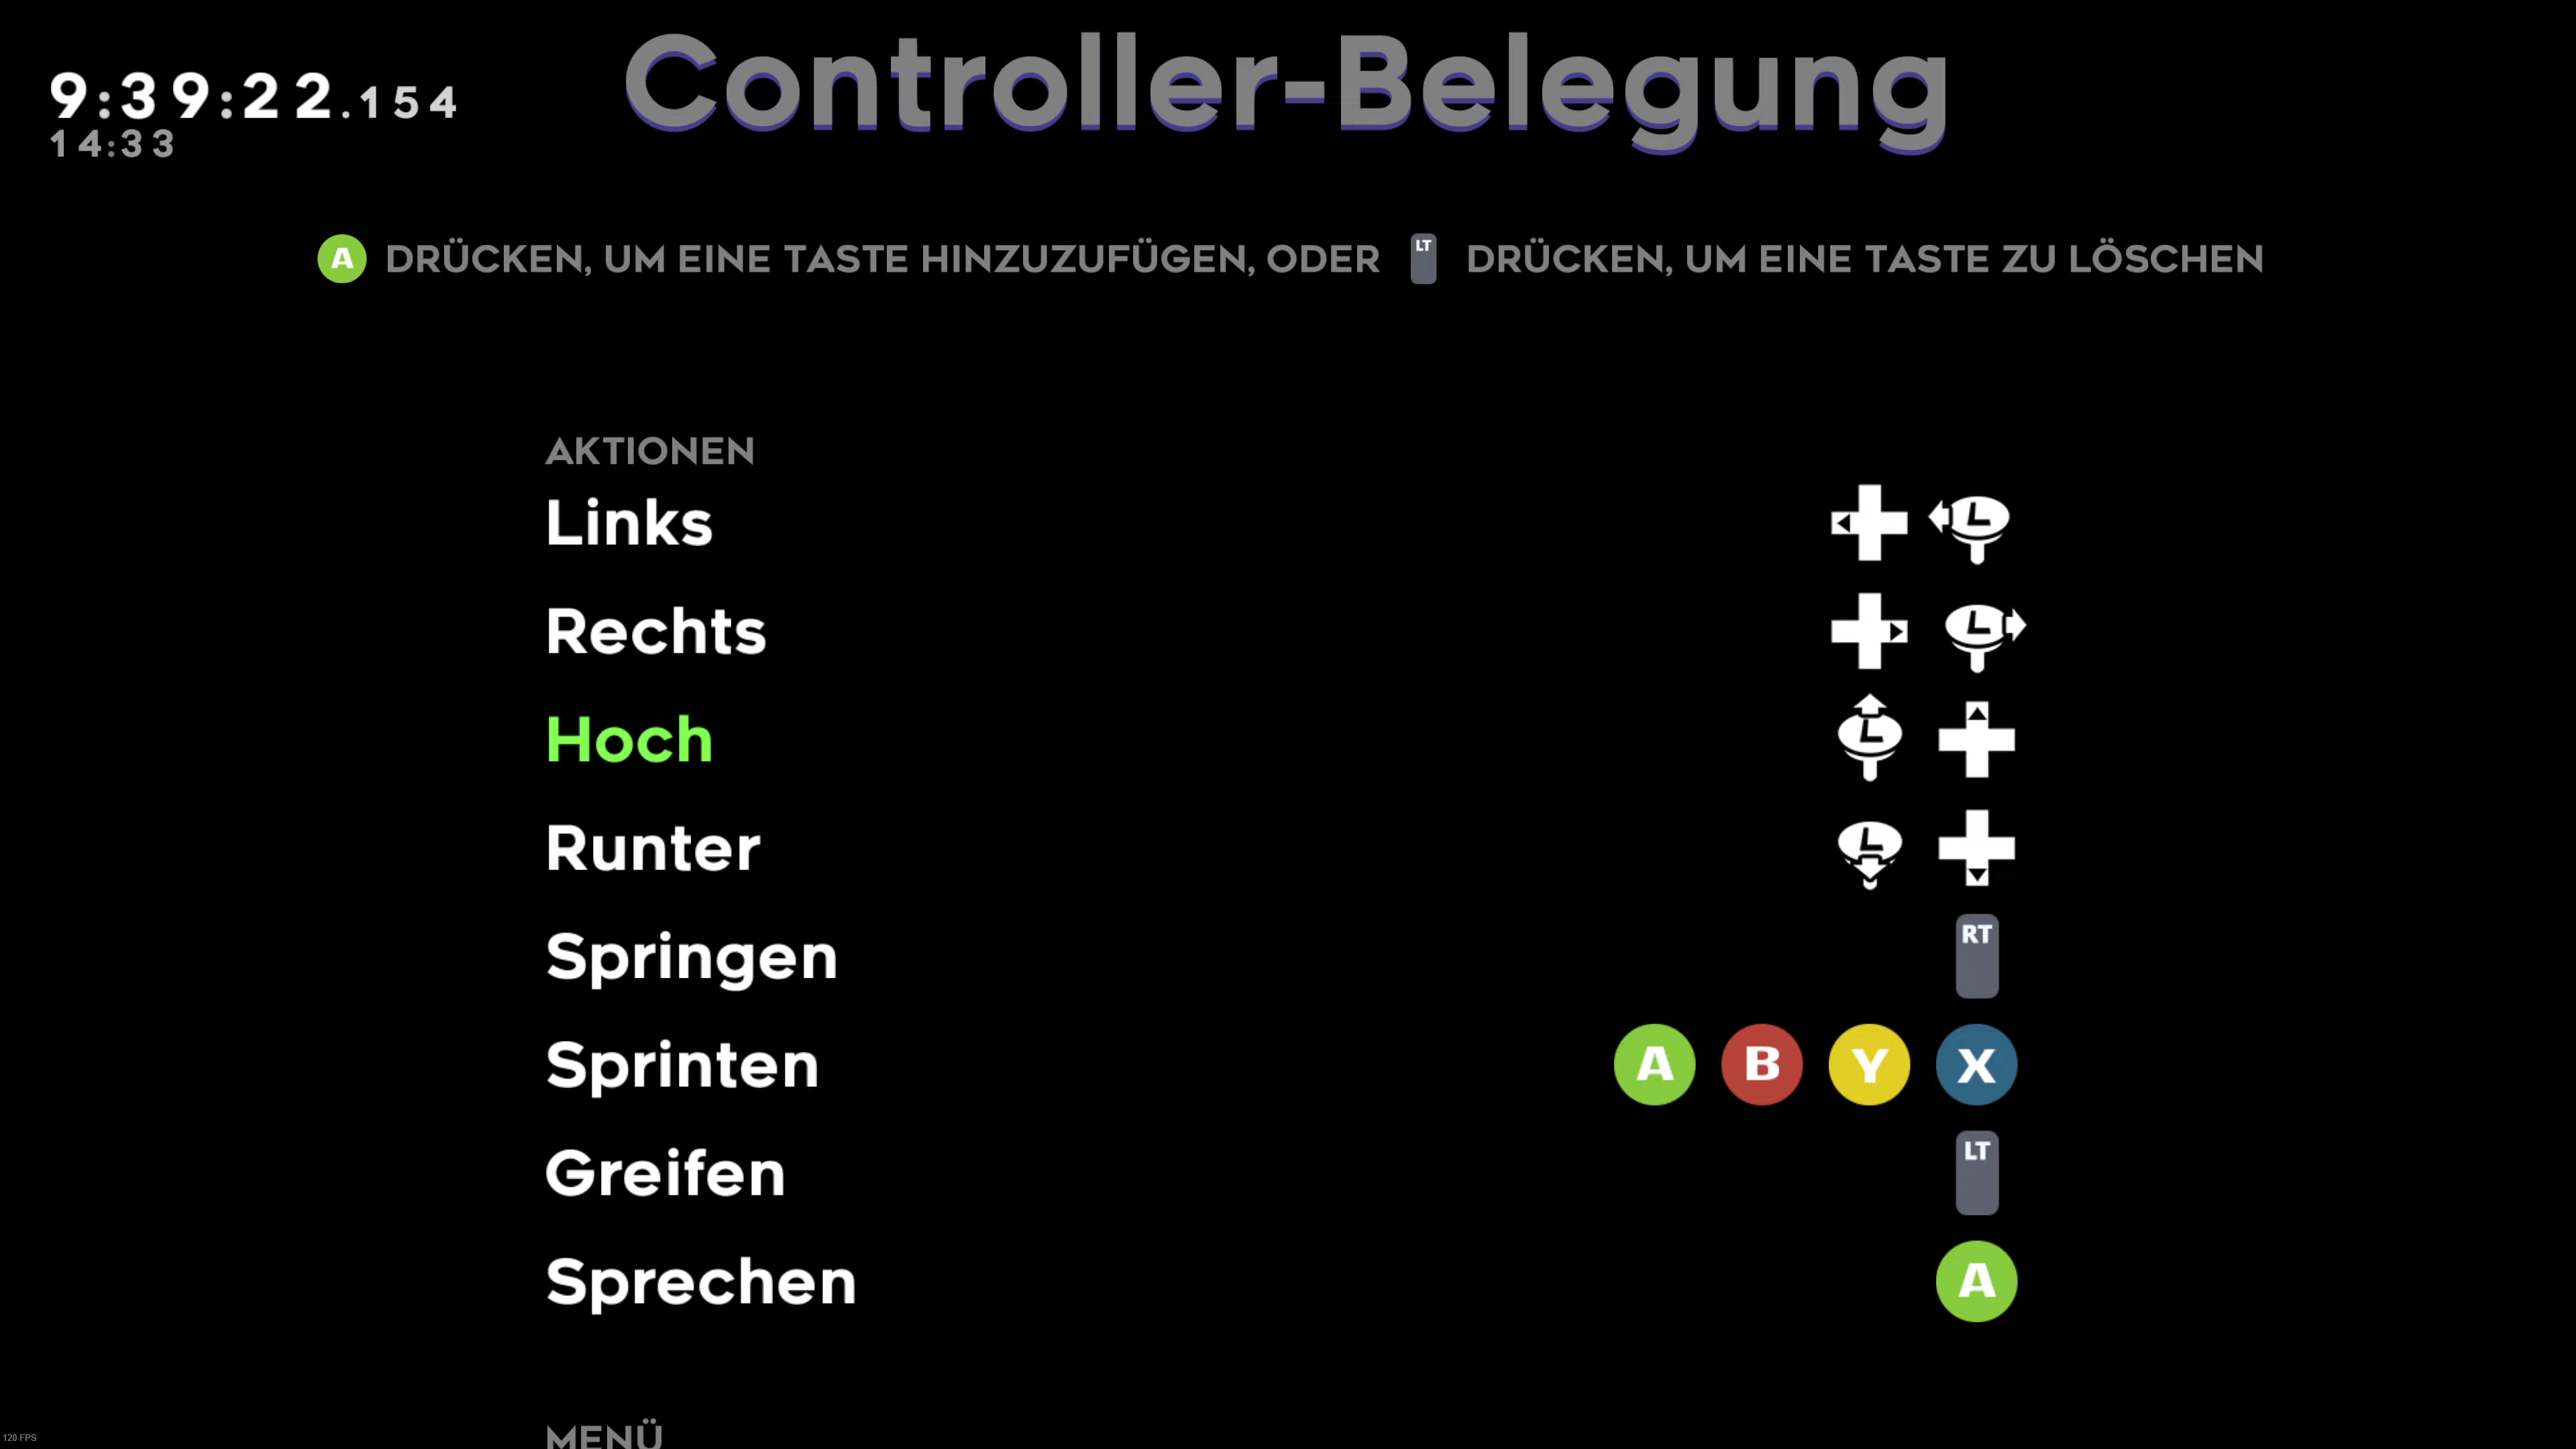 Controller-Belegung
9:39:22.154
14:33
A DRÜCKEN, UM EINE TASTE HINZUZUFÜGEN, ODER LT DRÜCKEN, UM EINE TASTE ZU LÖSCHEN
AKTIONEN
Links L
Rechts L
Hoch L
Runter L
Springen RT
Sprinten A B Y X
Greifen LT
Sprechen A
MENÜ
120 FPS